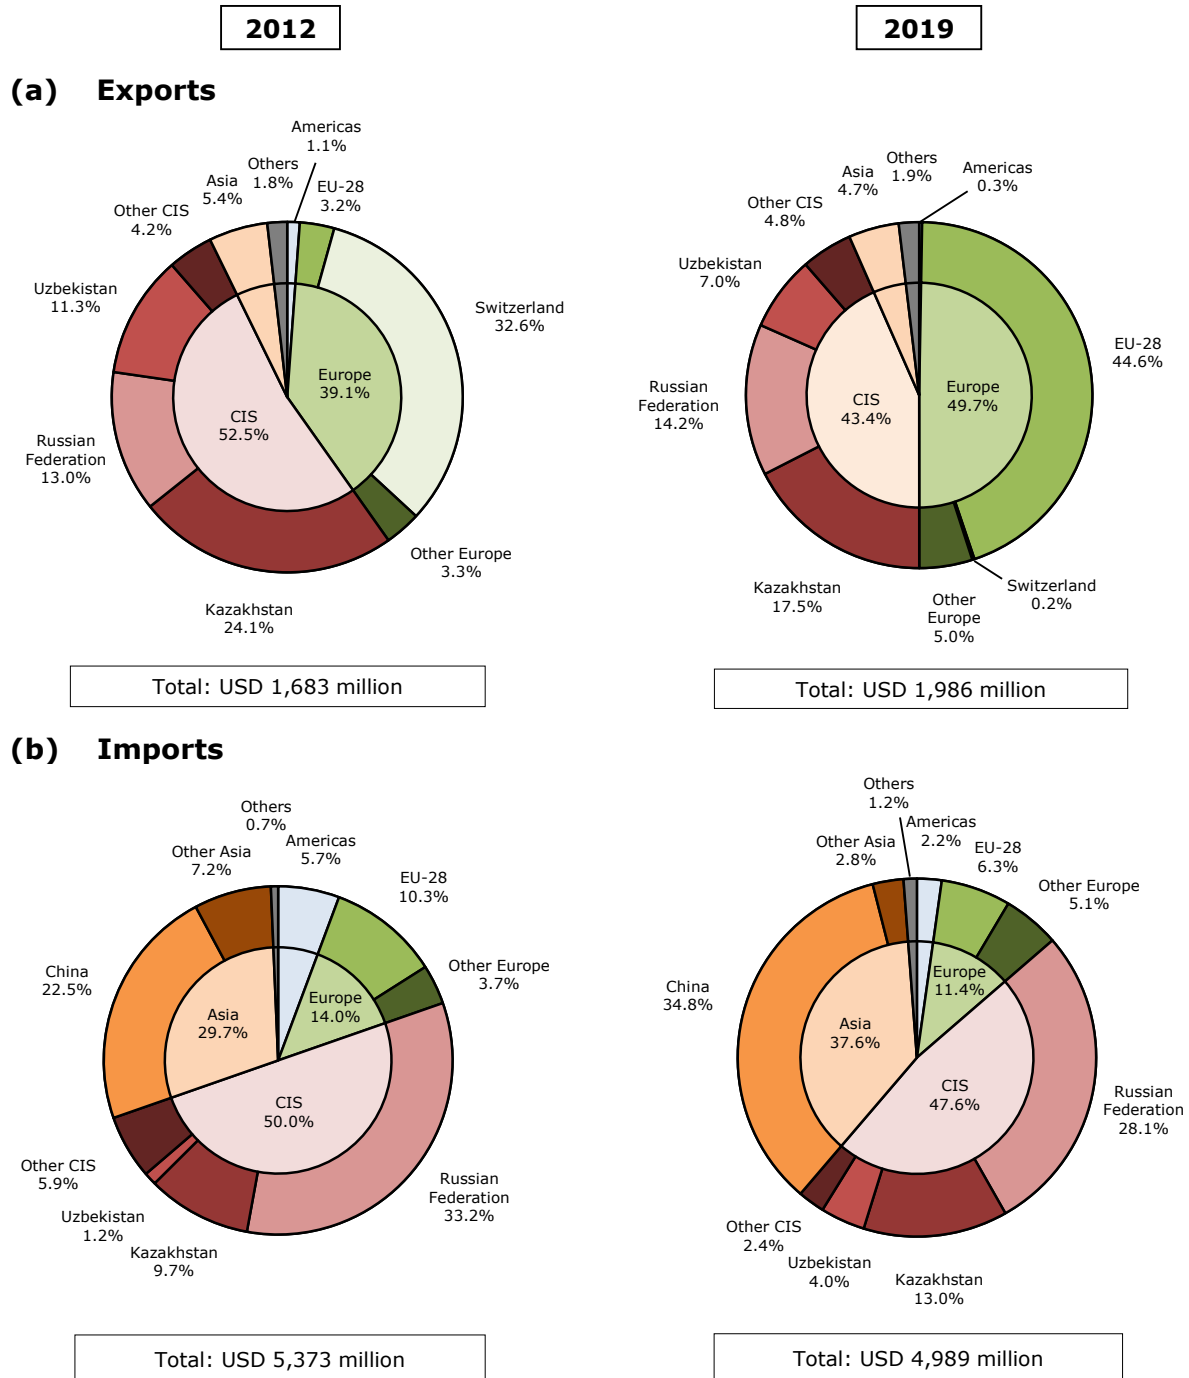 2012
2019
(a) Exports
Americas
1.1%
Others
1.8%
EU-28
3.2%
Asia
5.4%
Other CIS
4.2%
Uzbekistan
11.3%
Switzerland
32.6%
Europe
39.1%
CIS
52.5%
Russian
Federation
13.0%
Other Europe
3.3%
Kazakhstan
24.1%
Total: USD 1,683 million
Others
1.9%
Americas
0.3%
Asia
4.7%
Other CIS
4.8%
Uzbekistan
7.0%
EU-28
44.6%
Russian
Federation
14.2%
Europe
49.7%
CIS
43.4%
Kazakhstan
17.5%
Other
Europe
5.0%
Switzerland
0.2%
Total: USD 1,986 million
(b) Imports
Others
0.7%
Americas
5.7%
Other Asia
7.2%
EU-28
10.3%
Other Europe
3.7%
China
22.5%
Europe
14.0%
Asia
29.7%
CIS
50.0%
Other CIS
5.9%
Uzbekistan
1.2%
Kazakhstan
9.7%
Russian
Federation
33.2%
Total: USD 5,373 million
Others
1.2%
Americas
2.2%
Other Asia
2.8%
EU-28
6.3%
Other Europe
5.1%
China
34.8%
Europe
11.4%
Asia
37.6%
CIS
47.6%
Russian
Federation
28.1%
Other CIS
2.4%
Uzbekistan
4.0%
Kazakhstan
13.0%
Total: USD 4,989 million